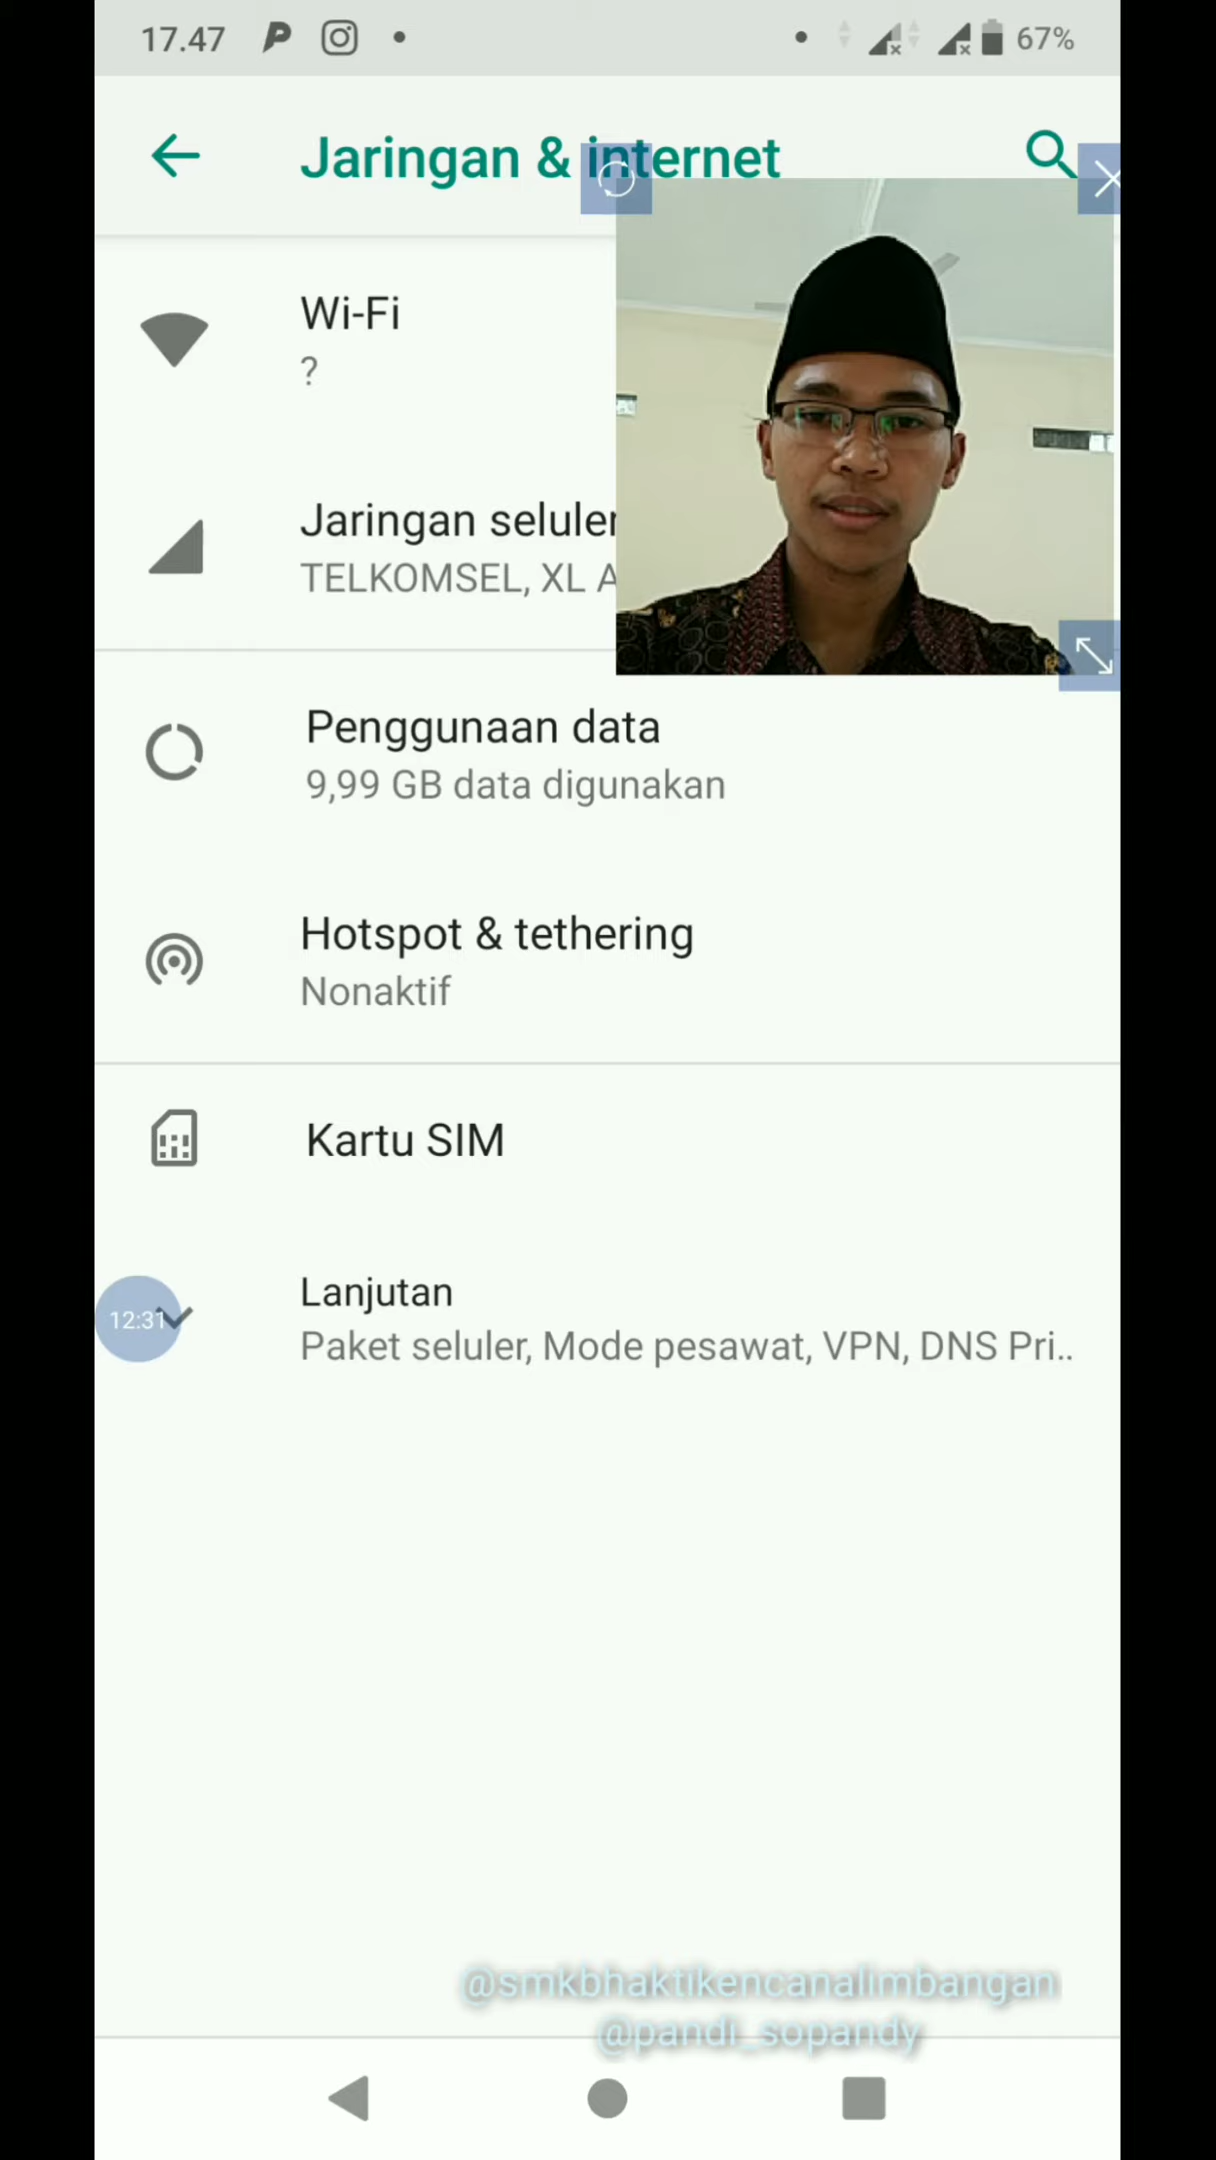 17.47
67%
Jaringan & internet
Wi-Fi
?
Jaringan seluler
TELKOMSEL, XL A
Penggunaan data
9,99 GB data digunakan
Hotspot & tethering
Nonaktif
Kartu SIM
12:31
Lanjutan
Paket seluler, Mode pesawat, VPN, DNS Pri..
@smkbhaktikencanalimbangan
@pandi_sopandy